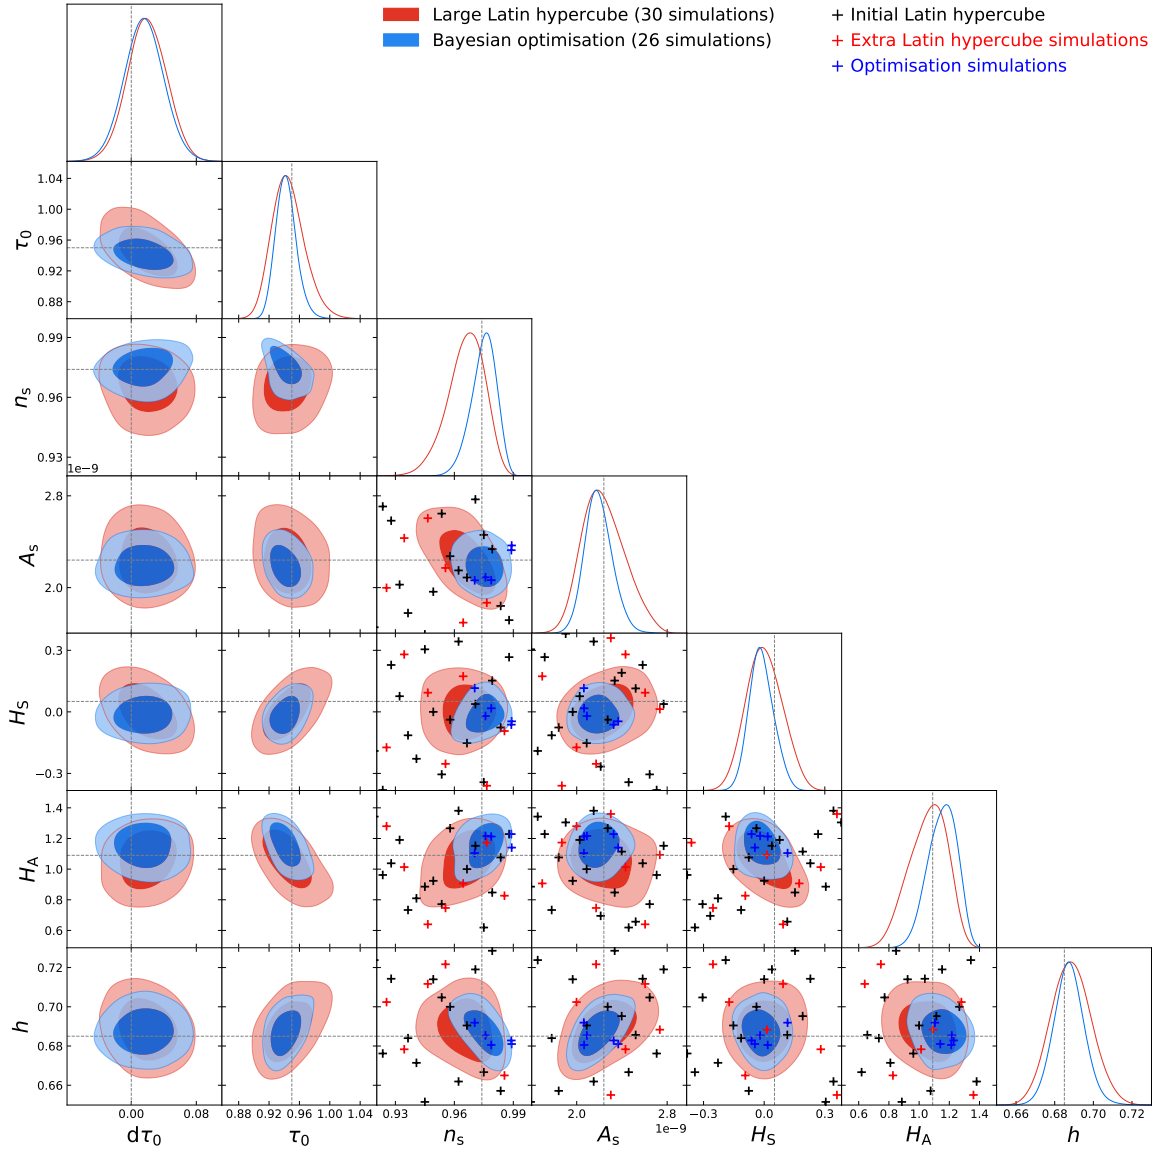 Large Latin hypercube (30 simulations)
Bayesian optimisation (26 simulations)
+ Initial Latin hypercube
+ Extra Latin hypercube simulations
+ Optimisation simulations
1.04
1.00
0.96
0.92
0.88
τ₀
0.99
0.96
0.93
nₛ
1e−9
2.8
2.0
Aₛ
0.3
0.0
−0.3
H_S
1.4
1.2
1.0
0.8
0.6
H_A
0.72
0.70
0.68
0.66
h
0.00 0.08
0.88 0.92 0.96 1.00 1.04
0.93 0.96 0.99
2.0 2.8
1e−9
−0.3 0.0 0.3
0.6 0.8 1.0 1.2 1.4
0.66 0.68 0.70 0.72
dτ₀ τ₀ nₛ Aₛ H_S H_A h